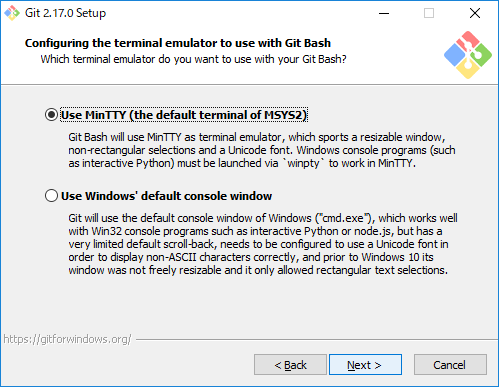 Git 2.17.0 Setup
Configuring the terminal emulator to use with Git Bash
Which terminal emulator do you want to use with your Git Bash?
Use MinTTY (the default terminal of MSYS2)
Git Bash will use MinTTY as terminal emulator, which sports a resizable window,
non-rectangular selections and a Unicode font. Windows console programs (such
as interactive Python) must be launched via `winpty` to work in MinTTY.
Use Windows' default console window
Git will use the default console window of Windows ("cmd.exe"), which works well
with Win32 console programs such as interactive Python or node.js, but has a
very limited default scroll-back, needs to be configured to use a Unicode font in
order to display non-ASCII characters correctly, and prior to Windows 10 its
window was not freely resizable and it only allowed rectangular text selections.
https://gitforwindows.org/
< Back
Next >
Cancel